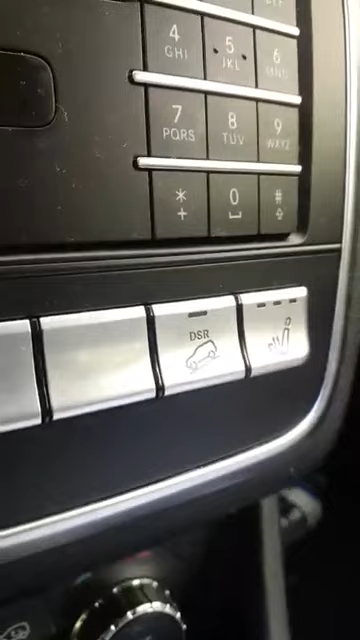 4 5 6
GHI JKL MNO
7 8 9
PQRS TUV WXYZ
* 0 #
+
DSR